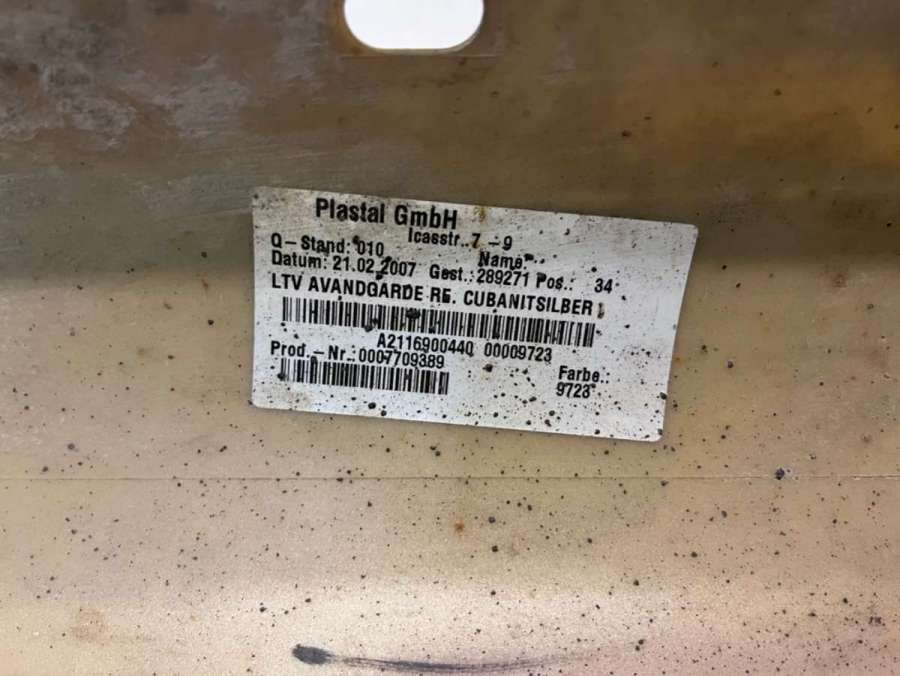 Plastal GmbH
Icasstr..7 – 9
Q – Stand: 010 Name
Datum: 21.02.2007 Gest.: 289271 Pos.: 34
LTV AVANDGARDE RE. CUBANITSILBER
A2116900440 00009723
Prod. – Nr.: 0007709389
Farbe.:
9723